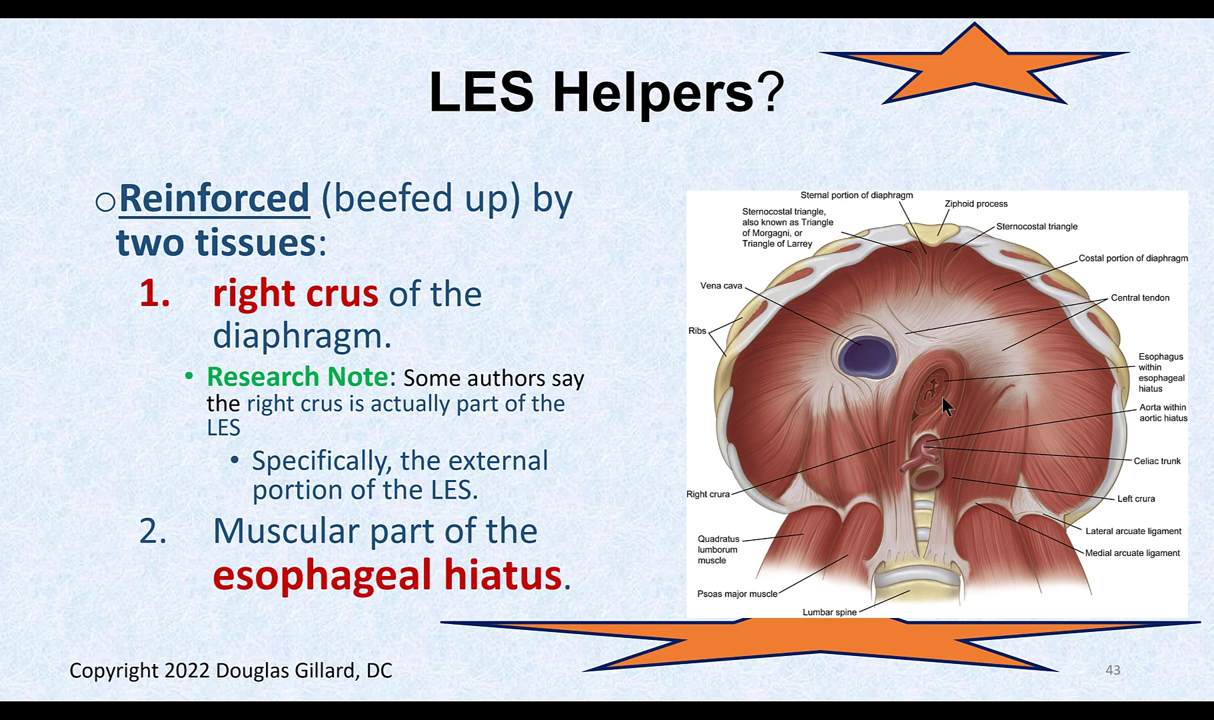 LES Helpers?
○Reinforced (beefed up) by
two tissues:
1. right crus of the
diaphragm.
• Research Note: Some authors say
the right crus is actually part of the
LES
• Specifically, the external
portion of the LES.
2. Muscular part of the
esophageal hiatus.
Sternal portion of diaphragm
Ziphoid process
Sternocostal triangle,
also known as Triangle
of Morgagni, or
Triangle of Larrey
Sternocostal triangle
Costal portion of diaphragm
Vena cava
Central tendon
Ribs
Esophagus
within
esophageal
hiatus
Aorta within
aortic hiatus
Celiac trunk
Right crura
Left crura
Lateral arcuate ligament
Quadratus
lumborum
muscle
Medial arcuate ligament
Psoas major muscle
Lumbar spine
Copyright 2022 Douglas Gillard, DC
43